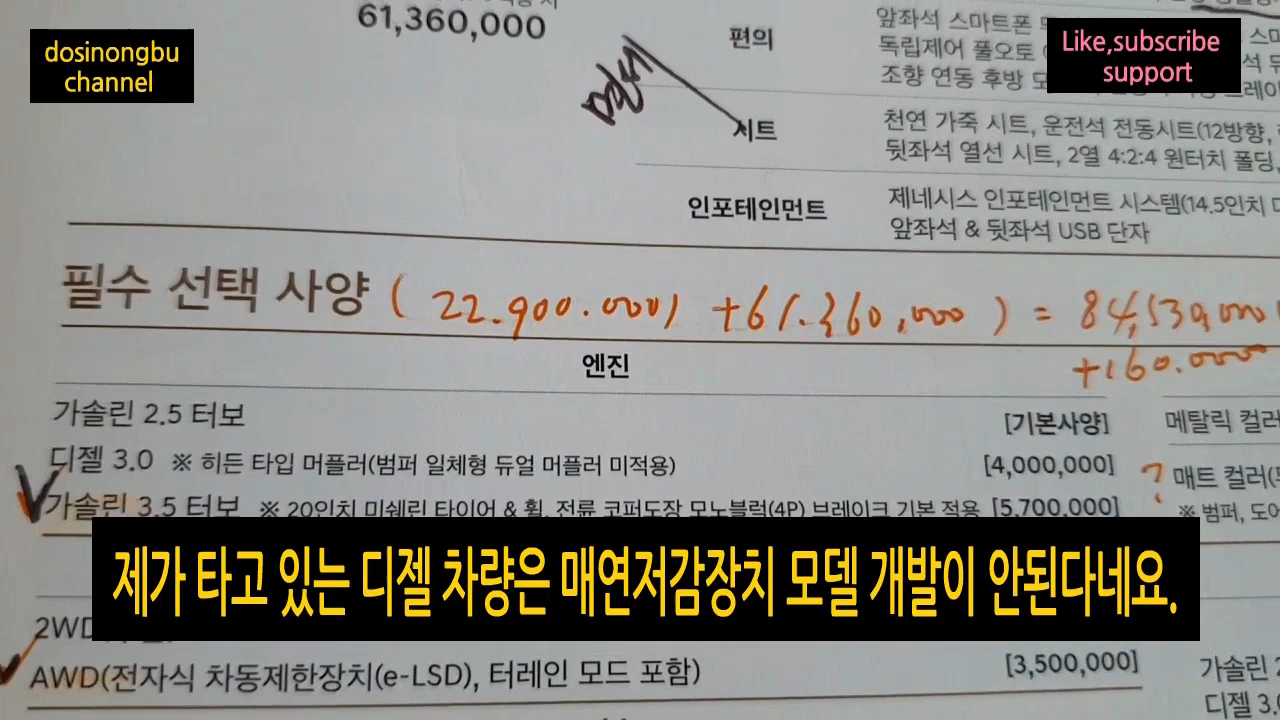 61,360,000
dosinongbu
channel
Like,subscribe
support
편의
앞좌석 스마트폰
독립제어 풀오토
조향 연동 후방
시트
천연 가죽 시트, 운전석 전동시트(12방향,
뒷좌석 열선 시트, 2열 4:2:4 원터치 폴딩,
인포테인먼트
제네시스 인포테인먼트 시스템(14.5인치
앞좌석 & 뒷좌석 USB 단자
필수 선택 사양 ( 22.900.000) +61.360,000 ) = 84,530,000
+160.000
엔진
가솔린 2.5 터보 [기본사양]
디젤 3.0 ※ 히든 타입 머플러(범퍼 일체형 듀얼 머플러 미적용) [4,000,000]
가솔린 3.5 터보 ※ 20인치 미쉐린 타이어 & 휠, 전륜 코퍼도장 모노블럭(4P) 브레이크 기본 적용 [5,700,000]
메탈릭 컬러
? 매트 컬러
※ 범퍼, 도어
제가 타고 있는 디젤 차량은 매연저감장치 모델 개발이 안된다네요.
2WD
AWD(전자식 차동제한장치(e-LSD), 터레인 모드 포함) [3,500,000]
가솔린
디젤 3.